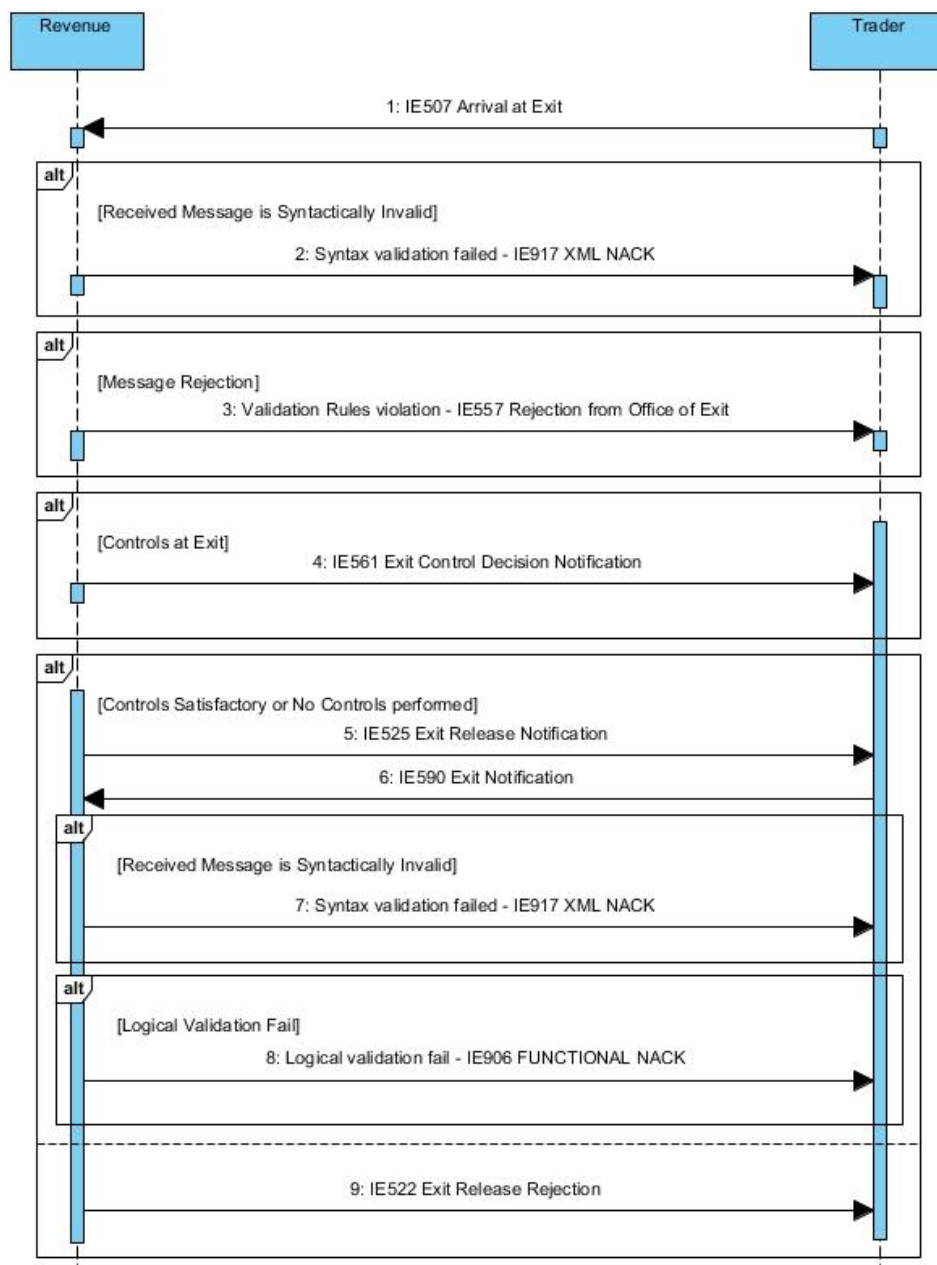 Revenue
Trader
1: IE507 Arrival at Exit
alt
[Received Message is Syntactically Invalid]
2: Syntax validation failed - IE917 XML NACK
alt
[Message Rejection]
3: Validation Rules violation - IE557 Rejection from Office of Exit
alt
[Controls at Exit]
4: IE561 Exit Control Decision Notification
alt
[Controls Satisfactory or No Controls performed]
5: IE525 Exit Release Notification
6: IE590 Exit Notification
alt
[Received Message is Syntactically Invalid]
7: Syntax validation failed - IE917 XML NACK
alt
[Logical Validation Fail]
8: Logical validation fail - IE906 FUNCTIONAL NACK
9: IE522 Exit Release Rejection